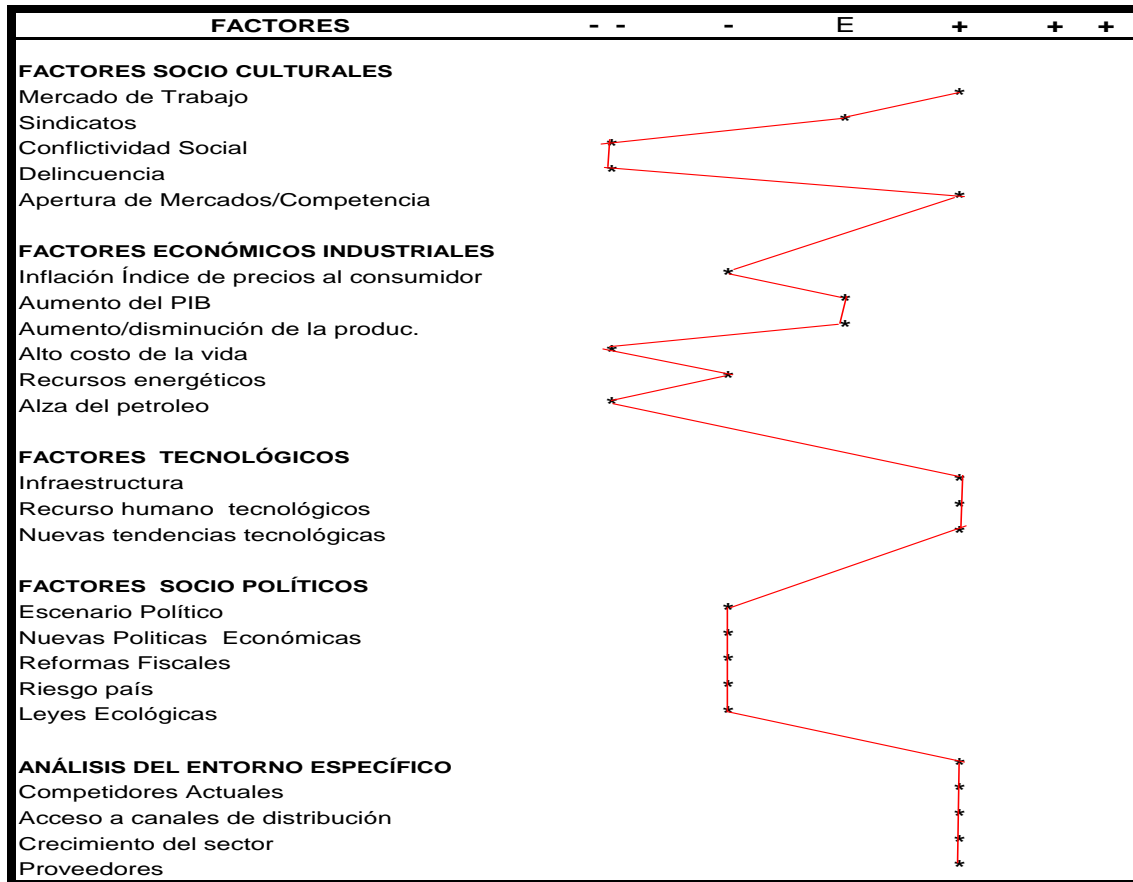 FACTORES - - - E + + +
FACTORES SOCIO CULTURALES
Mercado de Trabajo *
Sindicatos *
Conflictividad Social *
Delincuencia *
Apertura de Mercados/Competencia *
FACTORES ECONÓMICOS INDUSTRIALES
Inflación Índice de precios al consumidor *
Aumento del PIB *
Aumento/disminución de la produc. *
Alto costo de la vida *
Recursos energéticos *
Alza del petroleo *
FACTORES TECNOLÓGICOS
Infraestructura *
Recurso humano tecnológicos *
Nuevas tendencias tecnológicas *
FACTORES SOCIO POLÍTICOS
Escenario Político *
Nuevas Politicas Económicas *
Reformas Fiscales *
Riesgo país *
Leyes Ecológicas *
ANÁLISIS DEL ENTORNO ESPECÍFICO *
Competidores Actuales *
Acceso a canales de distribución *
Crecimiento del sector *
Proveedores *